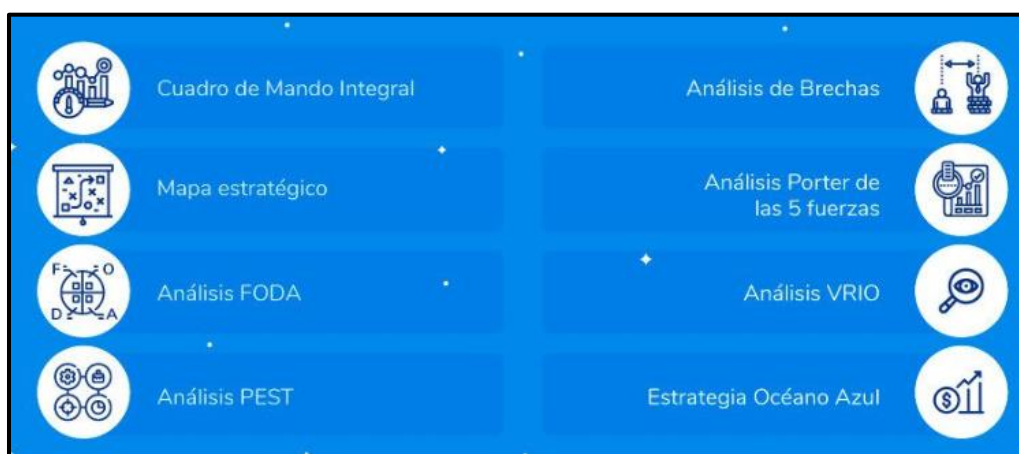 Cuadro de Mando Integral
Mapa estratégico
F O
D A
Análisis FODA
Análisis PEST
Análisis de Brechas
Análisis Porter de
las 5 fuerzas
Análisis VRIO
Estrategia Océano Azul
$